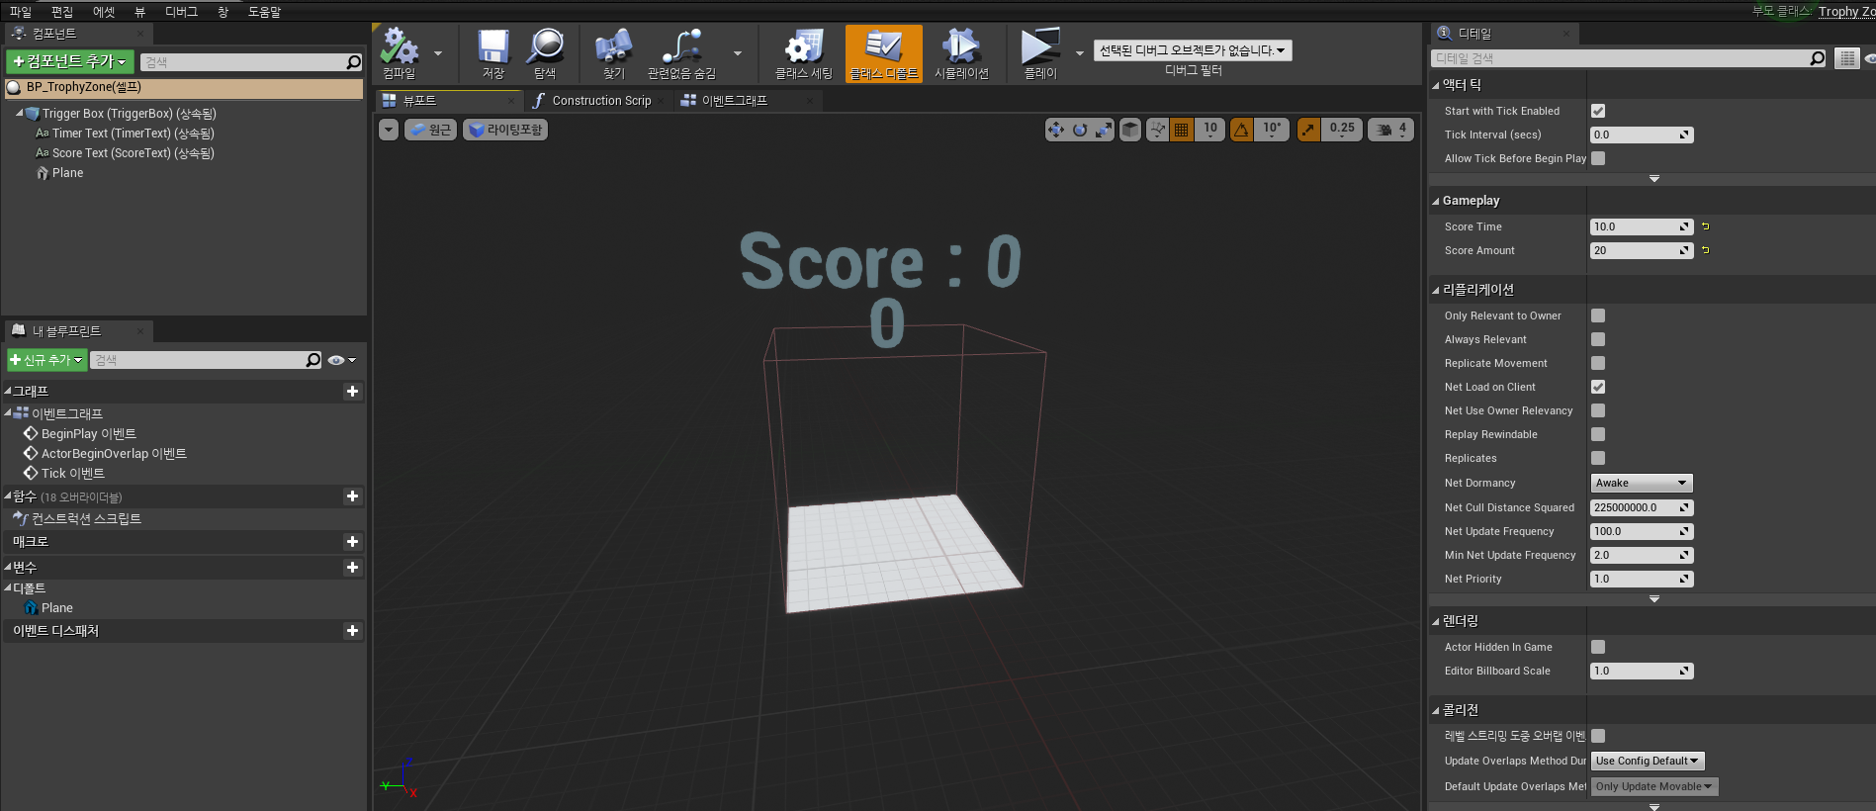 파일 편집 에셋 뷰 디버그 창 도움말
부모 클래스: Trophy Zo
컴포넌트
+컴포넌트 추가
검색
BP_TrophyZone(셀프)
Trigger Box (TriggerBox) (상속됨)
Aa Timer Text (TimerText) (상속됨)
Aa Score Text (ScoreText) (상속됨)
Plane
내 블루프린트
+신규 추가
검색
그래프
이벤트그래프
BeginPlay 이벤트
ActorBeginOverlap 이벤트
Tick 이벤트
함수 (18 오버라이더블)
컨스트럭션 스크립트
매크로
변수
디폴트
Plane
이벤트 디스패처
컴파일 저장 탐색 찾기 관련없음 숨김 클래스 세팅 클래스 디폴트 시뮬레이션 플레이
선택된 디버그 오브젝트가 없습니다.
디버그 필터
뷰포트 Construction Scrip 이벤트그래프
원근 라이팅포함
10 10° 0.25 4
Score : 0
0
Z
Y
X
디테일
디테일 검색
액터 틱
Start with Tick Enabled
Tick Interval (secs) 0.0
Allow Tick Before Begin Play
Gameplay
Score Time 10.0
Score Amount 20
리플리케이션
Only Relevant to Owner
Always Relevant
Replicate Movement
Net Load on Client
Net Use Owner Relevancy
Replay Rewindable
Replicates
Net Dormancy Awake
Net Cull Distance Squared 225000000.0
Net Update Frequency 100.0
Min Net Update Frequency 2.0
Net Priority 1.0
렌더링
Actor Hidden In Game
Editor Billboard Scale 1.0
콜리전
레벨 스트리밍 도중 오버랩 이벤
Update Overlaps Method Dur Use Config Default
Default Update Overlaps Met Only Update Movable